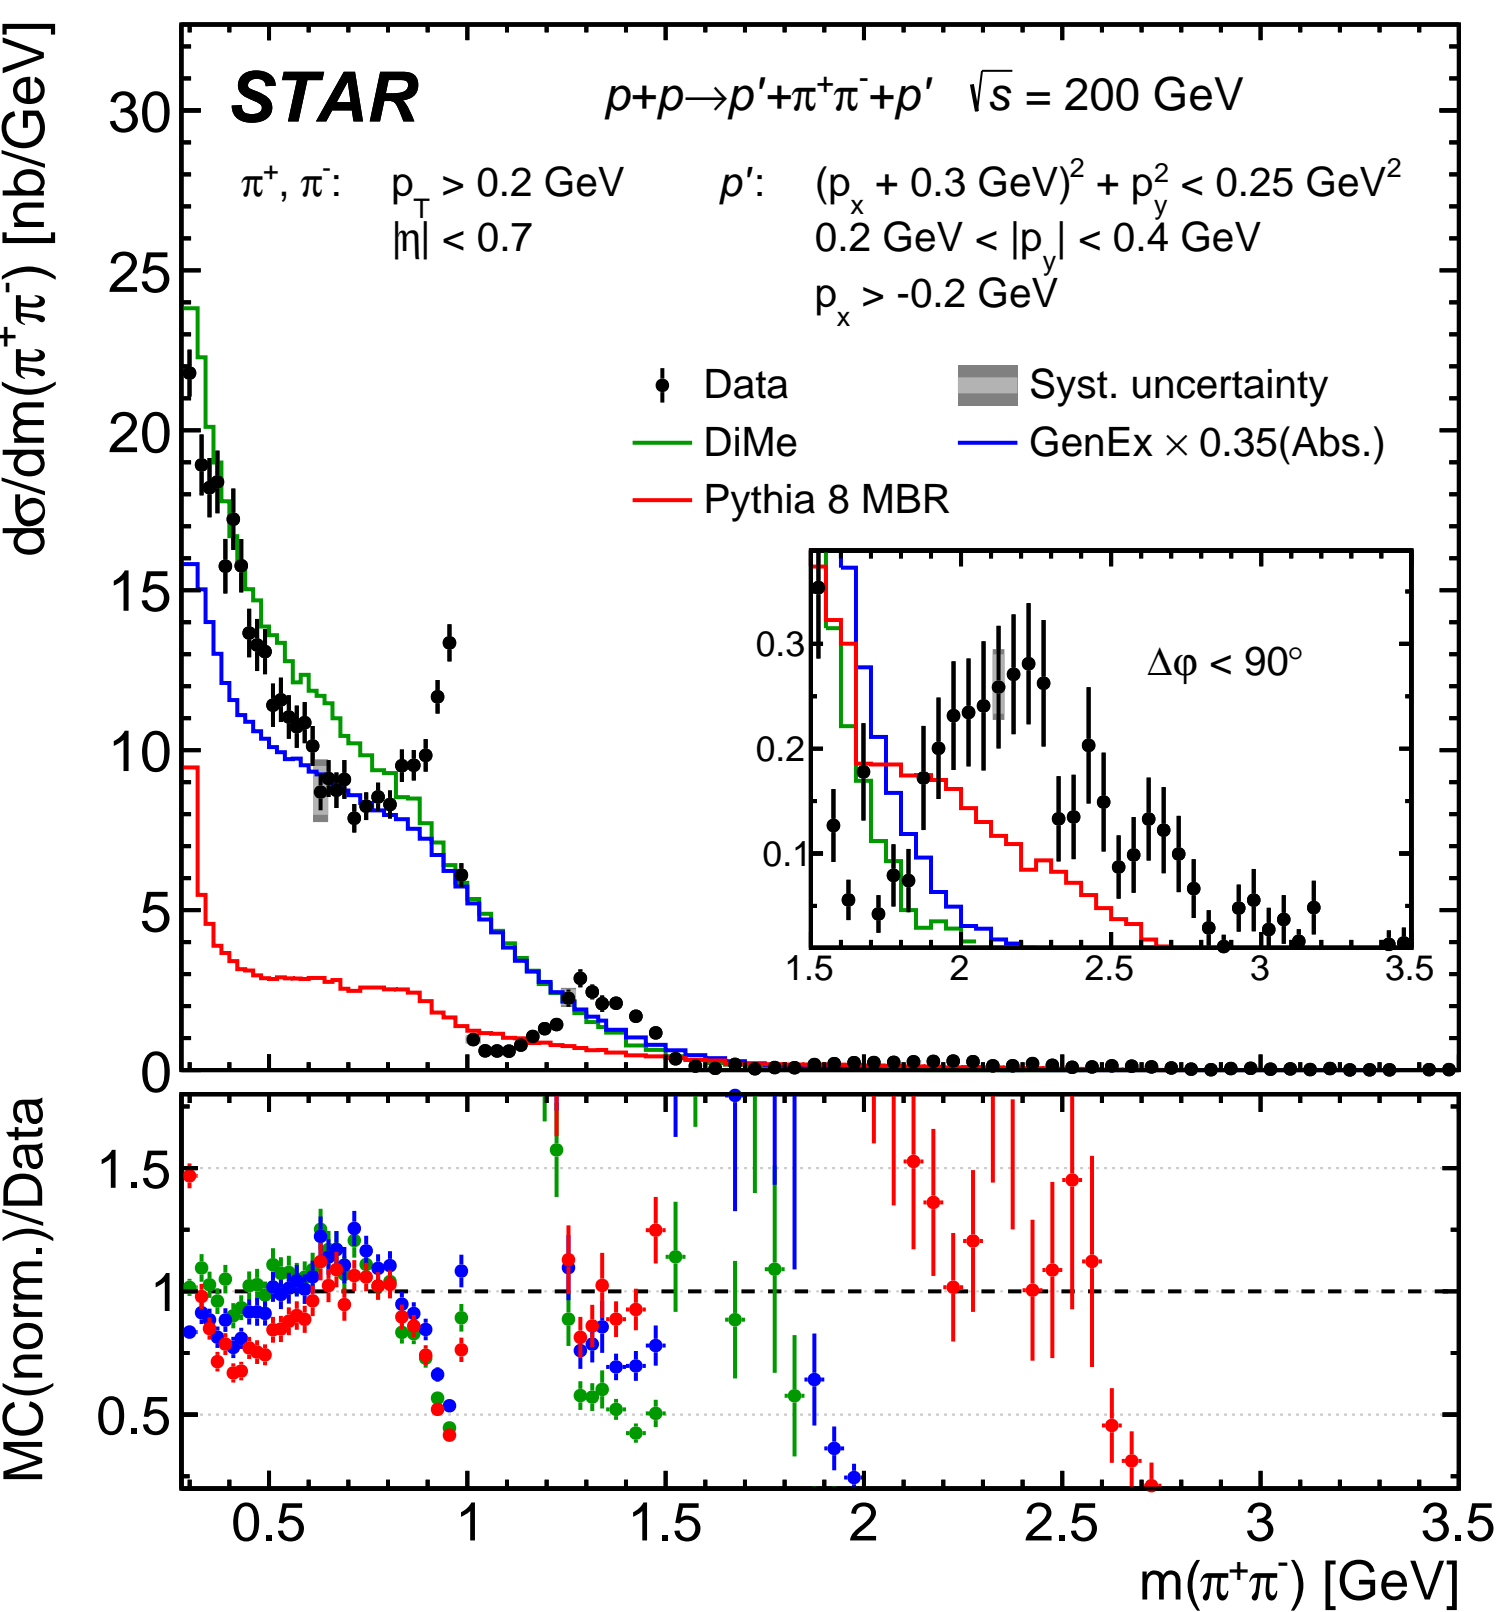 dσ/dm(π⁺π⁻) [nb/GeV]
STAR
p+p→p′+π⁺π⁻+p′ √s = 200 GeV
π⁺, π⁻: p_T > 0.2 GeV
|η| < 0.7
p′: (p_x + 0.3 GeV)² + p_y² < 0.25 GeV²
0.2 GeV < |p_y| < 0.4 GeV
p_x > -0.2 GeV
Data
Syst. uncertainty
DiMe
GenEx × 0.35(Abs.)
Pythia 8 MBR
30
25
20
15
10
5
0
Δφ < 90°
0.3
0.2
0.1
1.5 2 2.5 3 3.5
MC(norm.)/Data
1.5
1
0.5
0.5 1 1.5 2 2.5 3 3.5
m(π⁺π⁻) [GeV]